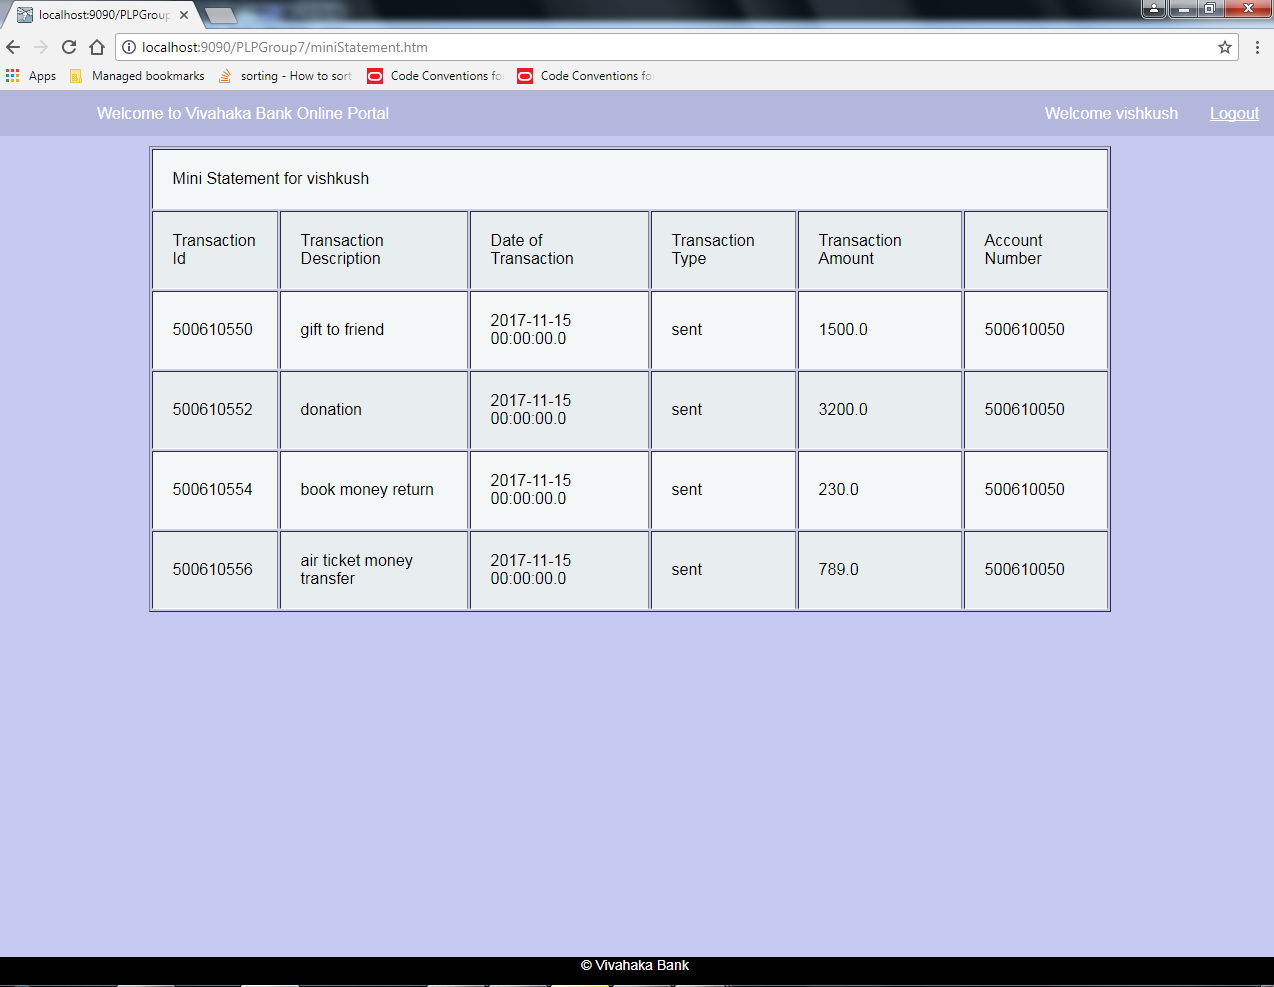 localhost:9090/PLPGroup
localhost:9090/PLPGroup7/miniStatement.htm
Apps Managed bookmarks sorting - How to sort Code Conventions fo Code Conventions fo
Welcome to Vivahaka Bank Online Portal Welcome vishkush Logout
Mini Statement for vishkush
Transaction Id Transaction Description Date of Transaction Transaction Type Transaction Amount Account Number
500610550 gift to friend 2017-11-15 00:00:00.0 sent 1500.0 500610050
500610552 donation 2017-11-15 00:00:00.0 sent 3200.0 500610050
500610554 book money return 2017-11-15 00:00:00.0 sent 230.0 500610050
500610556 air ticket money transfer 2017-11-15 00:00:00.0 sent 789.0 500610050
© Vivahaka Bank